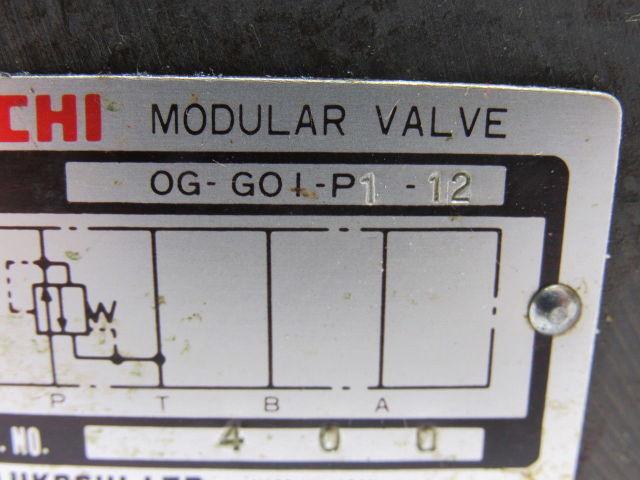 CHI MODULAR VALVE
OG-G01-P1-12
P T B A
. NO. 400